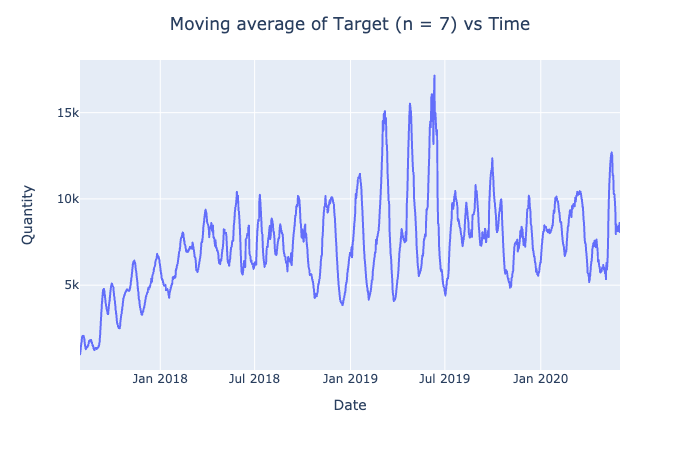 Moving average of Target (n = 7) vs Time
Quantity
15k
10k
5k
Jan 2018
Jul 2018
Jan 2019
Jul 2019
Jan 2020
Date